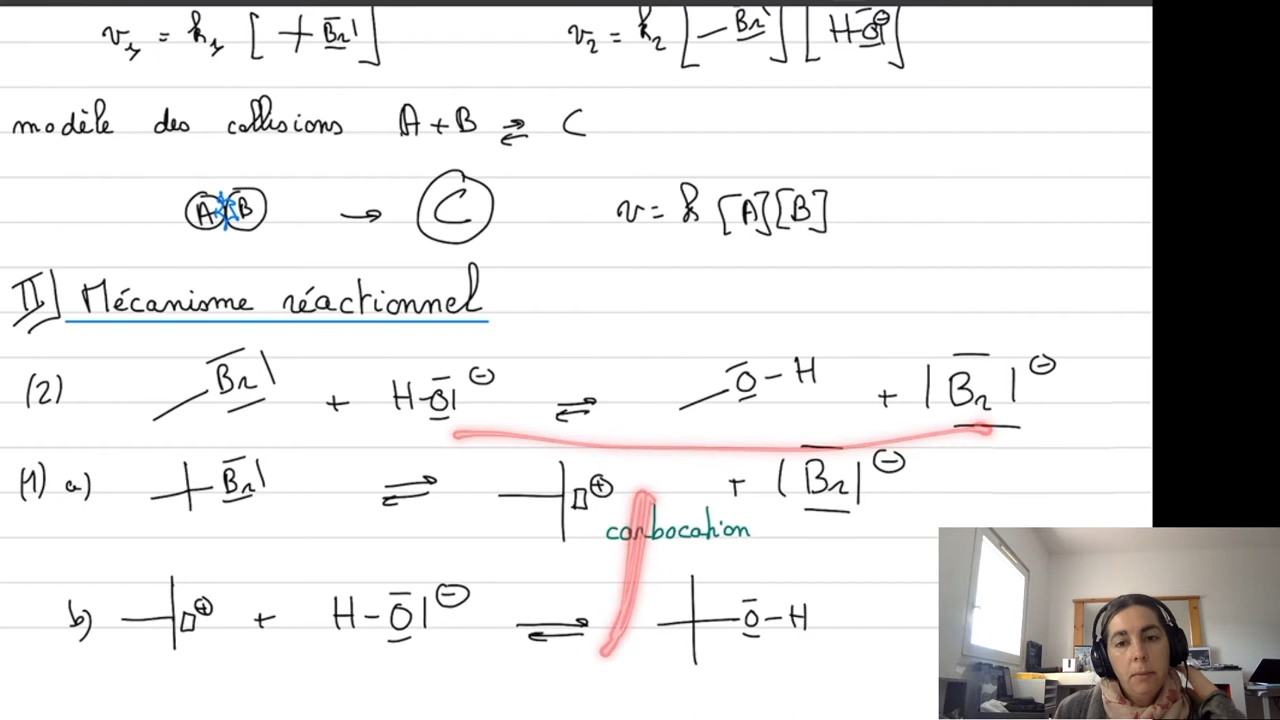 v₁ = k₁ [ Br ] v₂ = k₂ [ Br ] [ H-O⊖ ]
modèle des collisions A + B ⇌ C
A B → C v = k [A][B]
II] Mécanisme réactionnel
(2) Br + H-O⊖ ⇌ O-H + Br⊖
(1) a) Br ⇌ □⊕ + Br⊖
carbocation
b) □⊕ + H-O⊖ ⇌ O-H